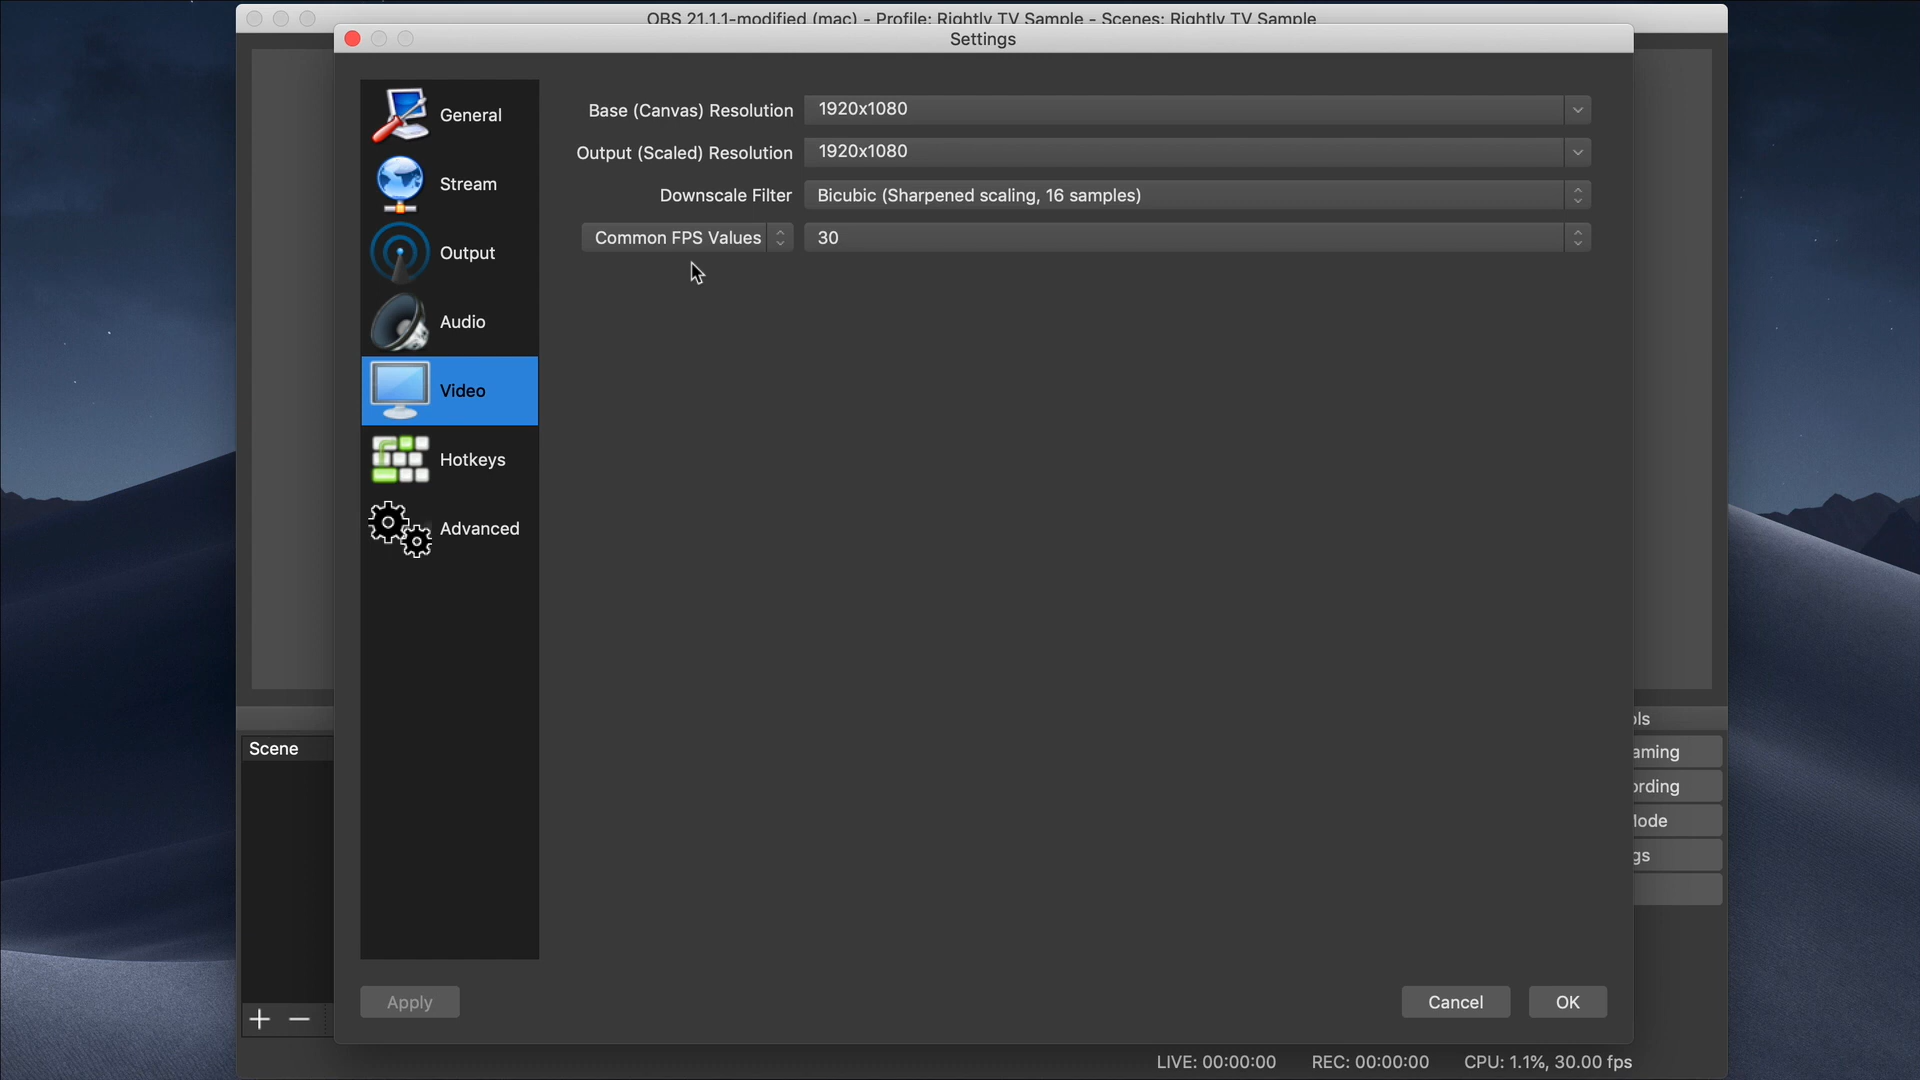 OBS 21.1.1-modified (mac) - Profile: Rightly TV Sample - Scenes: Rightly TV Sample
Settings
General
Stream
Output
Audio
Video
Hotkeys
Advanced
Base (Canvas) Resolution 1920x1080
Output (Scaled) Resolution 1920x1080
Downscale Filter Bicubic (Sharpened scaling, 16 samples)
Common FPS Values 30
Scene
ols
aming
ording
Mode
gs
Apply
Cancel OK
LIVE: 00:00:00 REC: 00:00:00 CPU: 1.1%, 30.00 fps